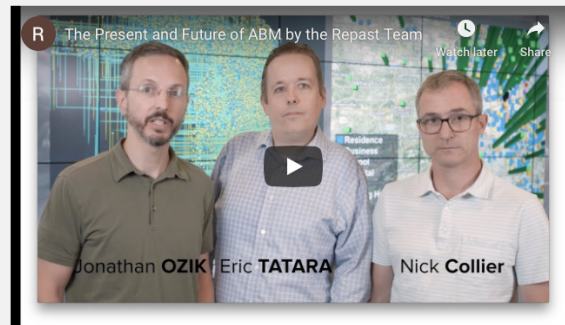 R The Present and Future of ABM by the Repast Team
Watch later Share
Residence
Jonathan OZIK Eric TATARA Nick Collier